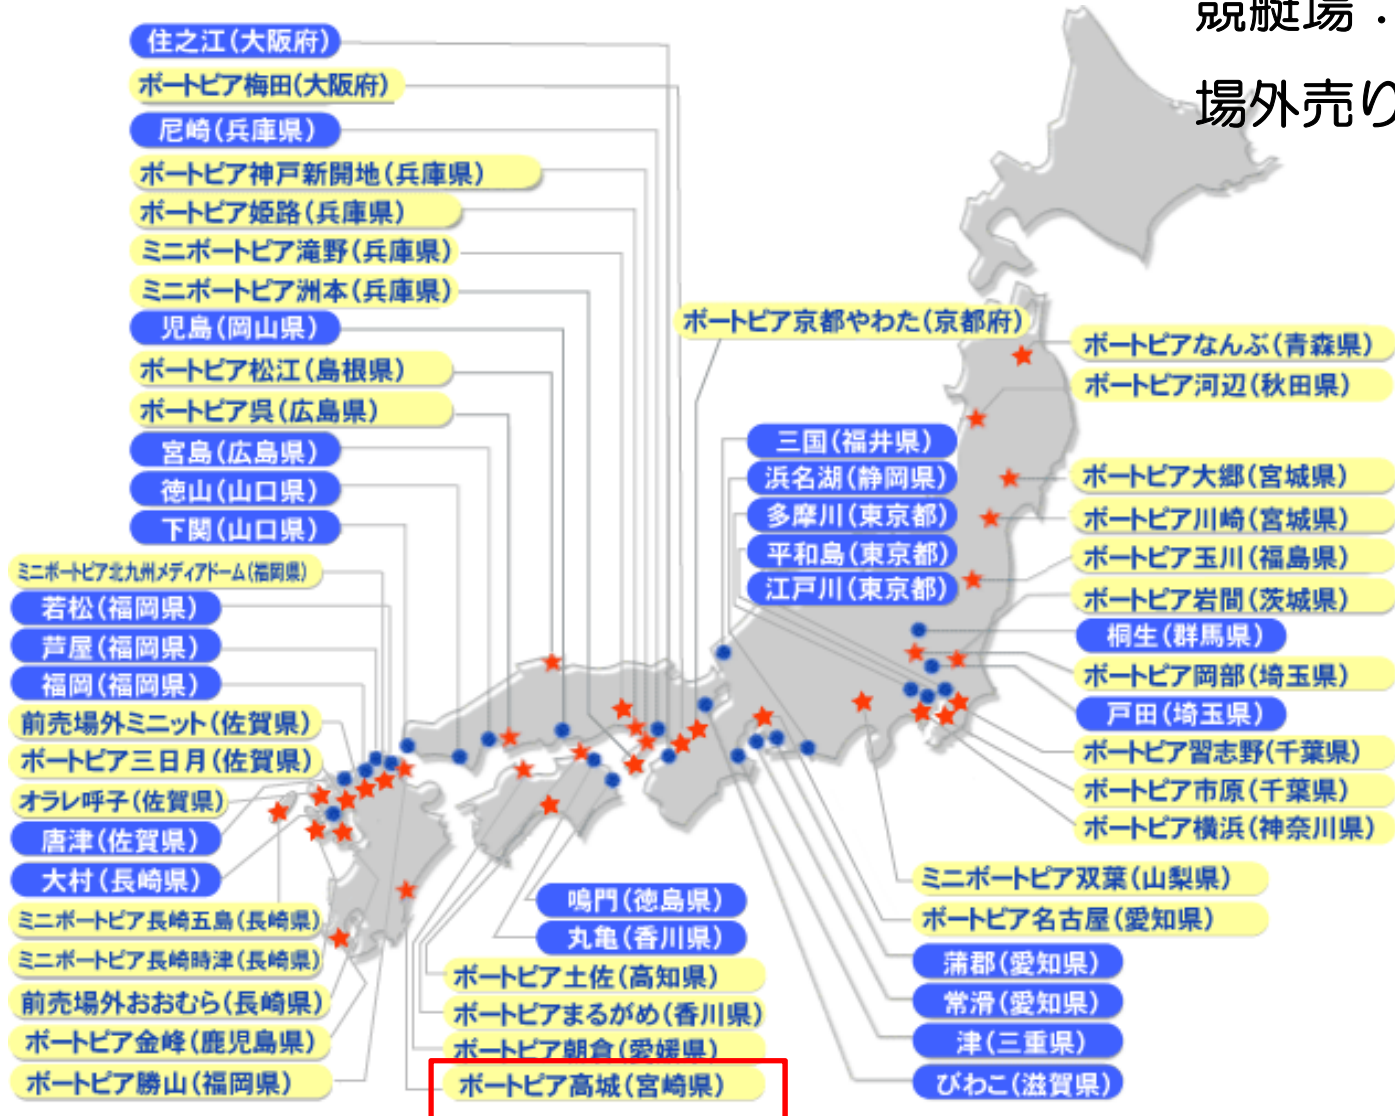 競艇場：
場外売り
住之江(大阪府)
ボートピア梅田(大阪府)
尼崎(兵庫県)
ボートピア神戸新開地(兵庫県)
ボートピア姫路(兵庫県)
ミニボートピア滝野(兵庫県)
ミニボートピア洲本(兵庫県)
児島(岡山県)
ボートピア松江(島根県)
ボートピア呉(広島県)
宮島(広島県)
徳山(山口県)
下関(山口県)
ミニボートピア北九州メディアドーム(福岡県)
若松(福岡県)
芦屋(福岡県)
福岡(福岡県)
前売場外ミニット(佐賀県)
ボートピア三日月(佐賀県)
オラレ呼子(佐賀県)
唐津(佐賀県)
大村(長崎県)
ミニボートピア長崎五島(長崎県)
ミニボートピア長崎時津(長崎県)
前売場外おおむら(長崎県)
ボートピア金峰(鹿児島県)
ボートピア勝山(福岡県)
ボートピア京都やわた(京都府)
三国(福井県)
浜名湖(静岡県)
多摩川(東京都)
平和島(東京都)
江戸川(東京都)
鳴門(徳島県)
丸亀(香川県)
ボートピア土佐(高知県)
ボートピアまるがめ(香川県)
ボートピア朝倉(愛媛県)
ボートピア高城(宮崎県)
ボートピアなんぶ(青森県)
ボートピア河辺(秋田県)
ボートピア大郷(宮城県)
ボートピア川崎(宮城県)
ボートピア玉川(福島県)
ボートピア岩間(茨城県)
桐生(群馬県)
ボートピア岡部(埼玉県)
戸田(埼玉県)
ボートピア習志野(千葉県)
ボートピア市原(千葉県)
ボートピア横浜(神奈川県)
ミニボートピア双葉(山梨県)
ボートピア名古屋(愛知県)
蒲郡(愛知県)
常滑(愛知県)
津(三重県)
びわこ(滋賀県)